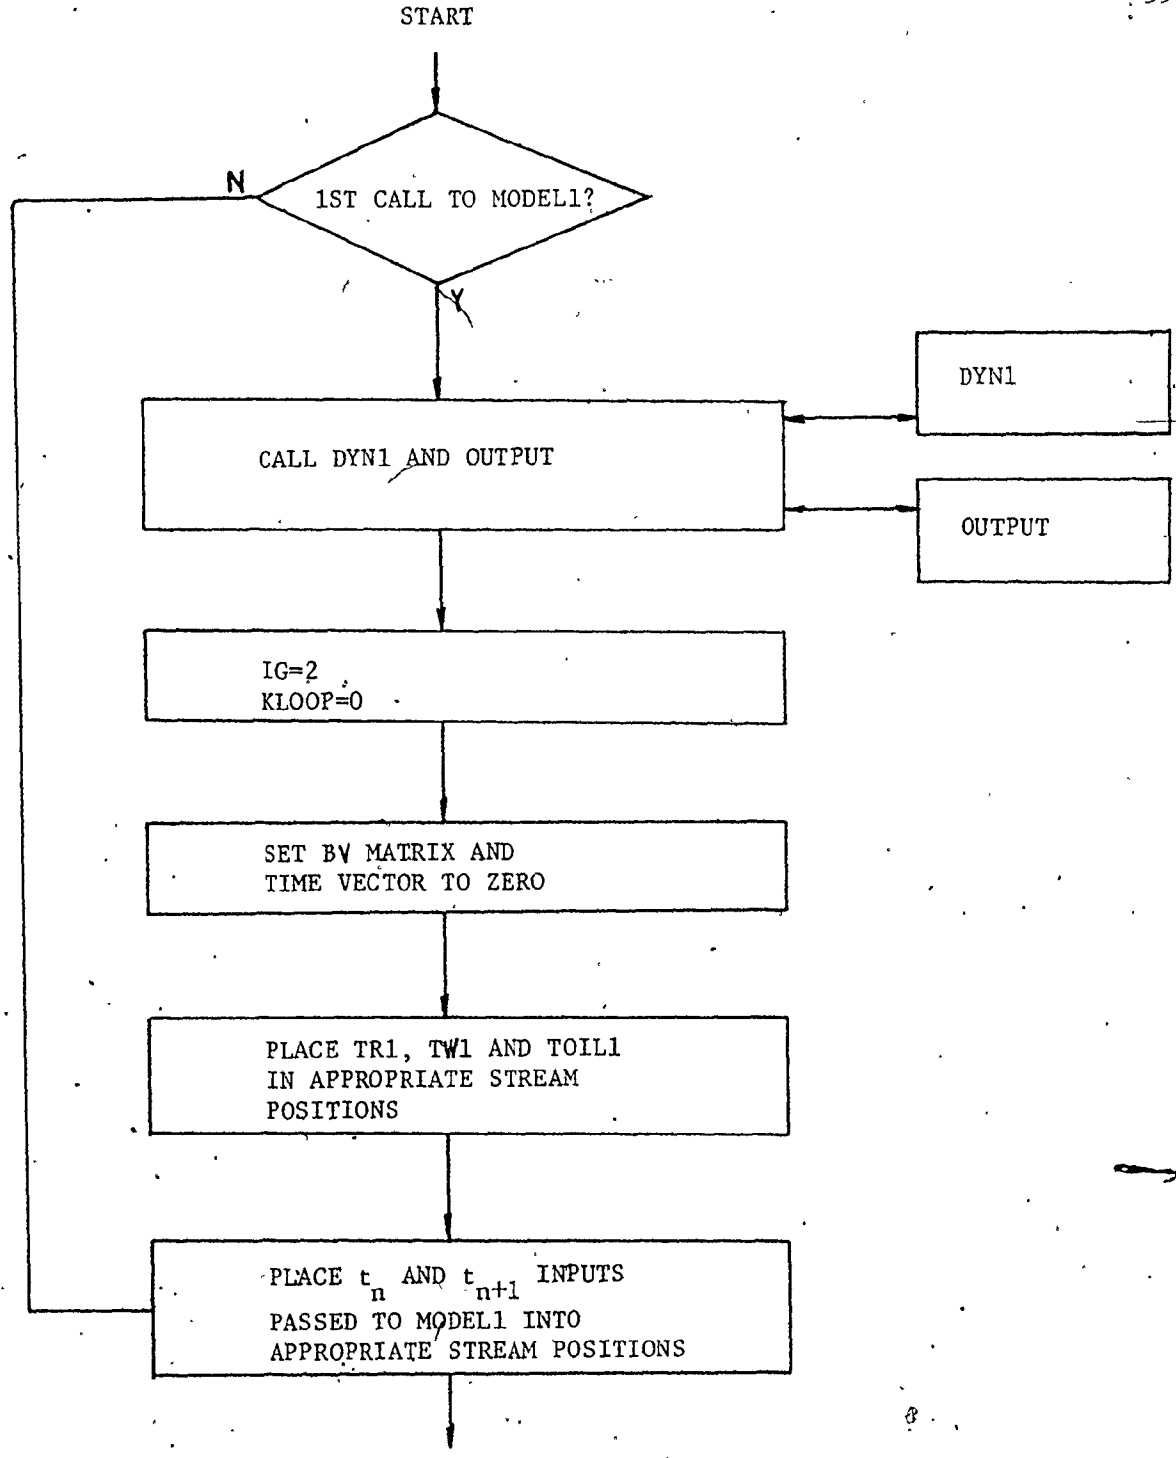 START
N
1ST CALL TO MODEL1?
Y
DYN1
CALL DYN1 AND OUTPUT
OUTPUT
IG=2
KLOOP=0
SET BV MATRIX AND
TIME VECTOR TO ZERO
PLACE TR1, TW1 AND TOIL1
IN APPROPRIATE STREAM
POSITIONS
PLACE t_n AND t_{n+1} INPUTS
PASSED TO MODEL1 INTO
APPROPRIATE STREAM POSITIONS